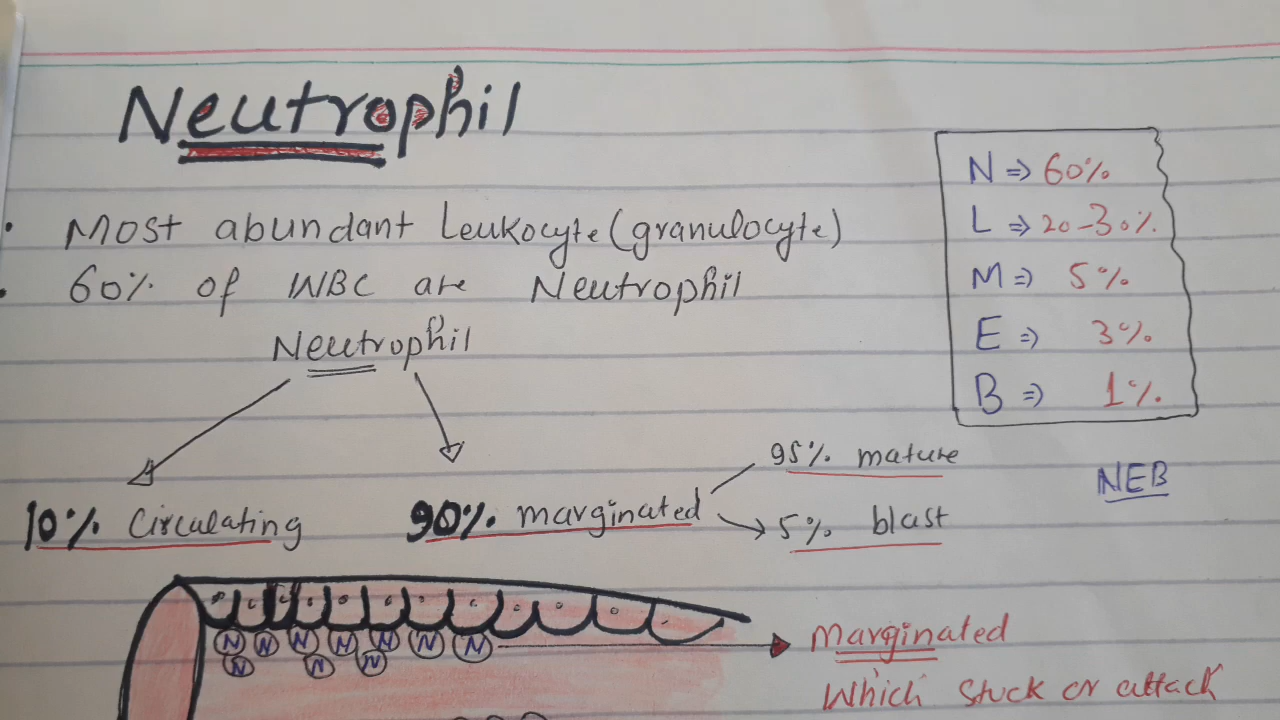 Neutrophil
• Most abundant Leukocyte (granulocyte)
• 60% of WBC are Neutrophil
Neutrophil
10% Circulating
90% marginated
95% mature
5% blast
N => 60%
L => 20-30%
M => 5%
E => 3%
B => 1%
NEB
N N N N N N N
N N N
marginated
Which stuck or attack